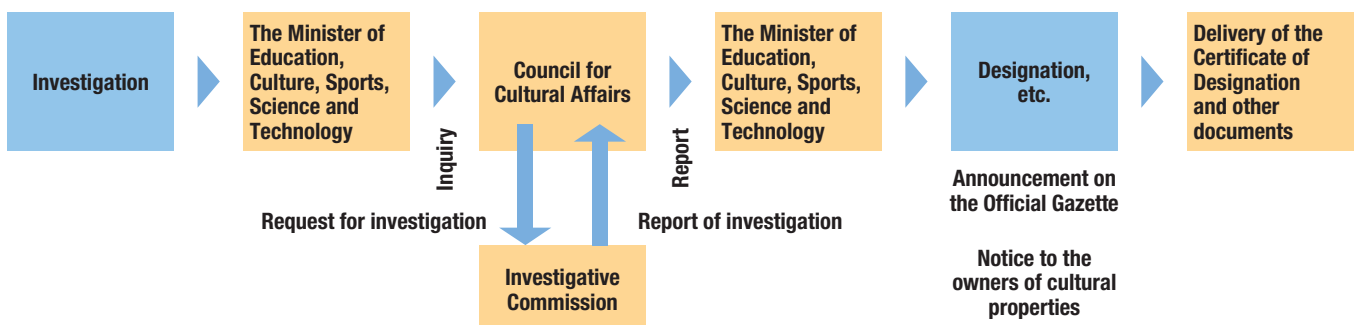 Investigation
The Minister of
Education,
Culture, Sports,
Science and
Technology
Inquiry
Council for
Cultural Affairs
Request for investigation
Report of investigation
Investigative
Commission
Report
The Minister of
Education,
Culture, Sports,
Science and
Technology
Designation,
etc.
Announcement on
the Official Gazette
Notice to the
owners of cultural
properties
Delivery of the
Certificate of
Designation
and other
documents